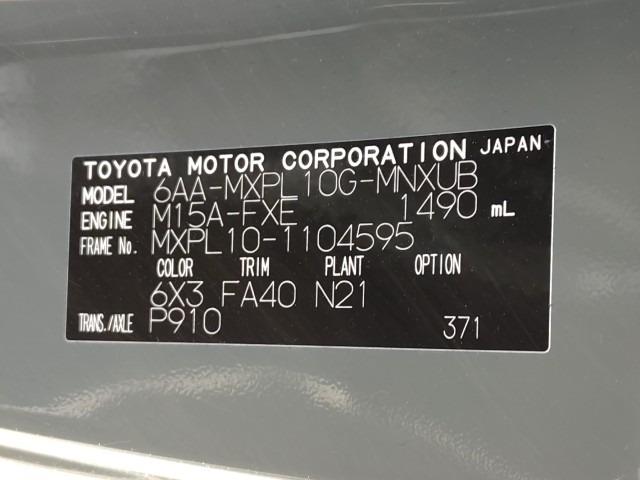 TOYOTA MOTOR CORPORATION JAPAN
MODEL 6AA-MXPL10G-MNXUB
ENGINE M15A-FXE 1490 mL
FRAME No. MXPL10-1104595
COLOR TRIM PLANT OPTION
6X3 FA40 N21
TRANS./AXLE P910 371